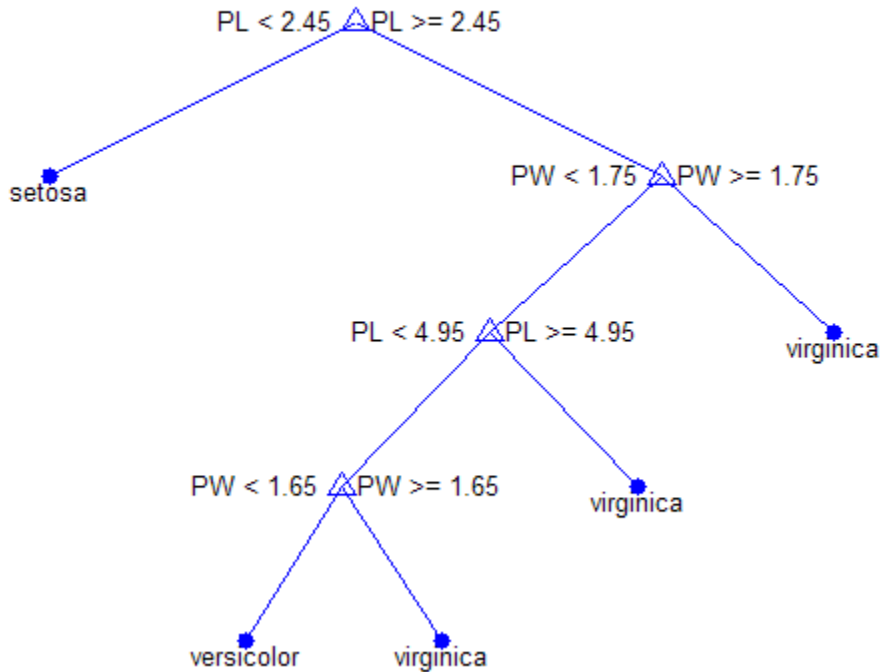 PL < 2.45 PL >= 2.45
setosa
PW < 1.75 PW >= 1.75
PL < 4.95 PL >= 4.95
virginica
PW < 1.65 PW >= 1.65
virginica
versicolor
virginica